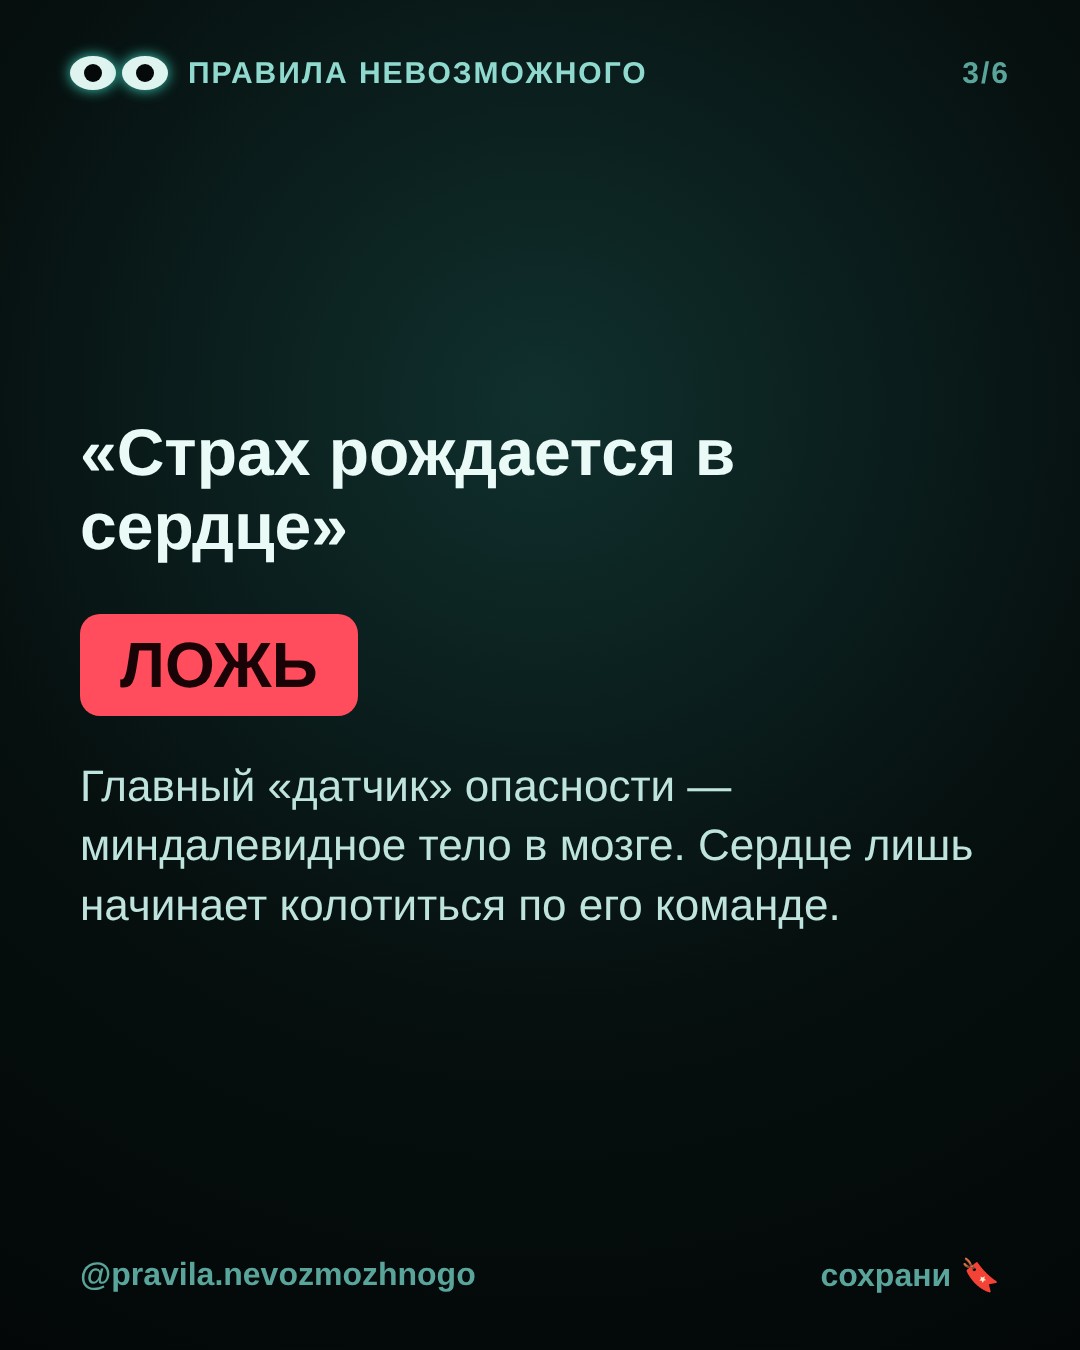 ПРАВИЛА НЕВОЗМОЖНОГО
3/6
«Страх рождается в
сердце»
ЛОЖЬ
Главный «датчик» опасности —
миндалевидное тело в мозге. Сердце лишь
начинает колотиться по его команде.
@pravila.nevozmozhnogo
сохрани